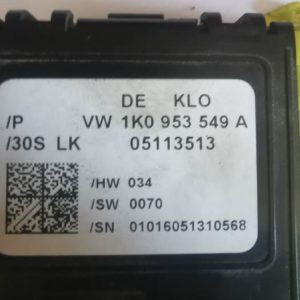 DE KLO
/P VW 1K0 953 549 A
/30S LK 05113513
/HW 034
/SW 0070
/SN 01016051310568